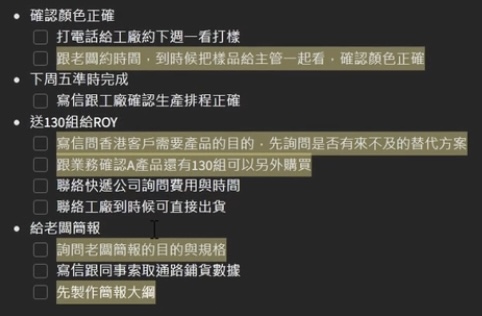 確認顏色正確
打電話給工廠約下週一看打樣
跟老闆約時間，到時候把樣品給主管一起看，確認顏色正確
下周五準時完成
寫信跟工廠確認生產排程正確
送130組給ROY
寫信問香港客戶需要產品的目的，先詢問是否有來不及的替代方案
跟業務確認A產品還有130組可以另外購買
聯絡快遞公司詢問費用與時間
聯絡工廠到時候可直接出貨
給老闆簡報
詢問老闆簡報的目的與規格
寫信跟同事索取通路鋪貨數據
先製作簡報大綱